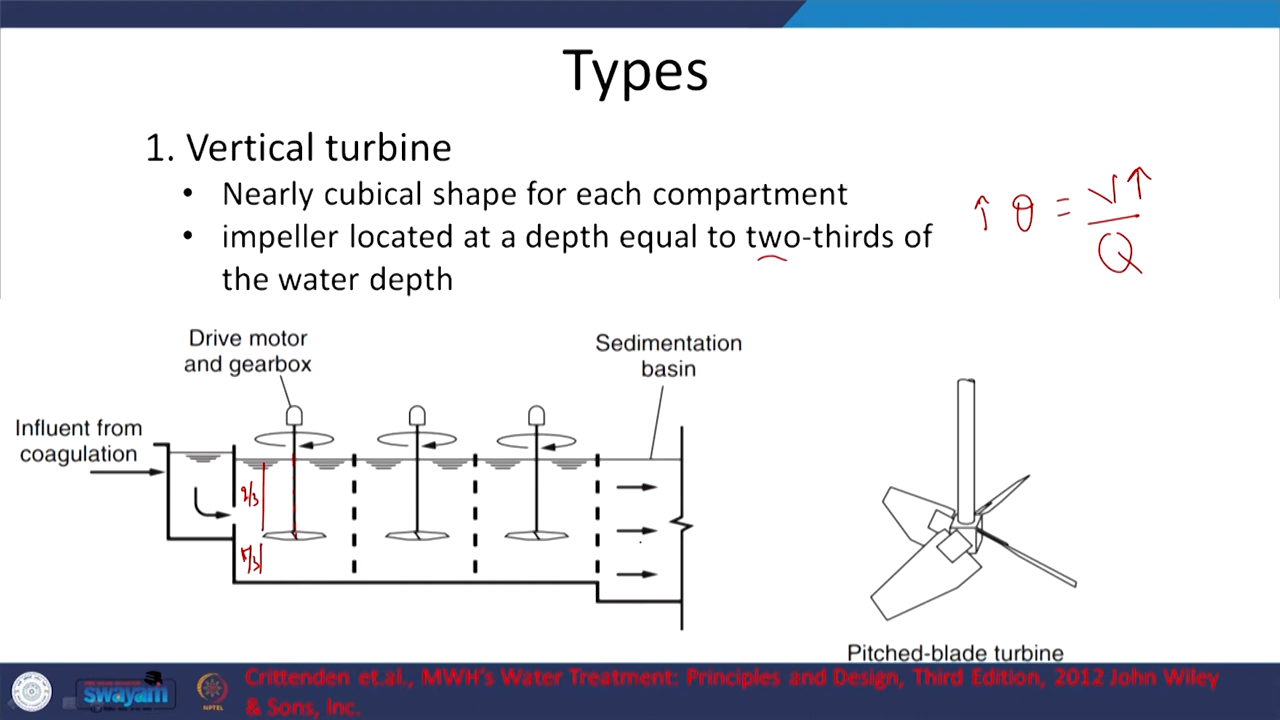 Types
1. Vertical turbine
• Nearly cubical shape for each compartment
• impeller located at a depth equal to two-thirds of
the water depth
↑ θ = V↑
Q
Drive motor
and gearbox
Sedimentation
basin
Influent from
coagulation
2/3
1/3
Pitched-blade turbine
swayam
NPTEL
Crittenden et.al., MWH's Water Treatment: Principles and Design, Third Edition, 2012 John Wiley
& Sons, Inc.